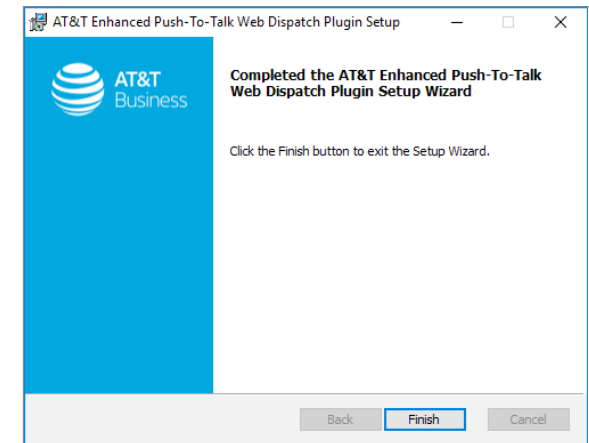 AT&T Enhanced Push-To-Talk Web Dispatch Plugin Setup
AT&T
Business
Completed the AT&T Enhanced Push-To-Talk
Web Dispatch Plugin Setup Wizard
Click the Finish button to exit the Setup Wizard.
Back Finish Cancel